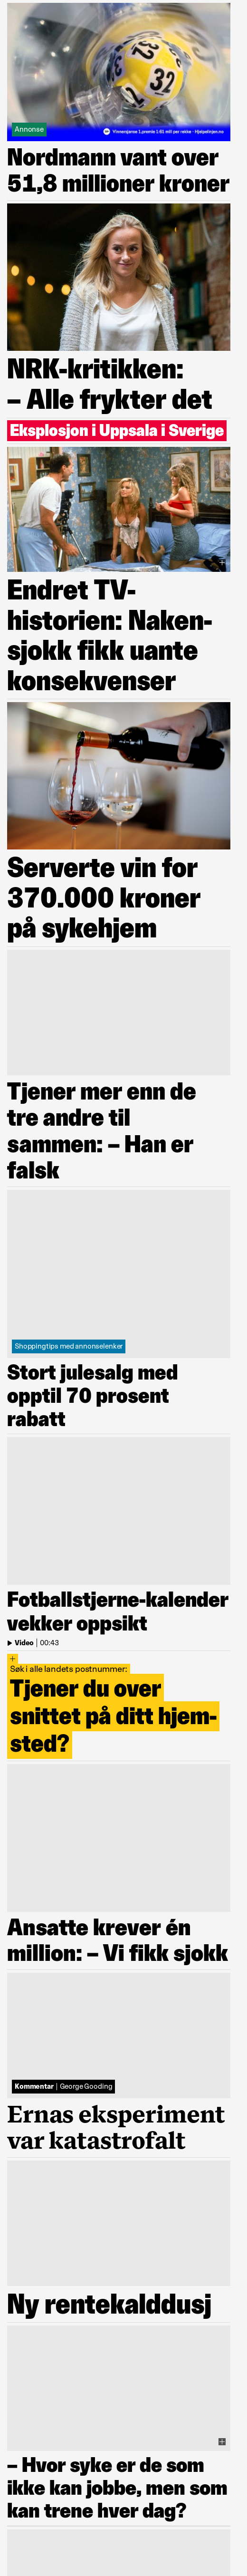 Annonse
Vinnersjanse 1.premie 1:61 mill per rekke - Hjelpelinjen.no
Nordmann vant over
51,8 millioner kroner
NRK-kritikken:
– Alle frykter det
Eksplosjon i Uppsala i Sverige
Endret TV-
historien: Naken-
sjokk fikk uante
konsekvenser
Serverte vin for
370.000 kroner
på sykehjem
Tjener mer enn de
tre andre til
sammen: – Han er
falsk
Shoppingtips med annonselenker
Stort julesalg med
opptil 70 prosent
rabatt
Fotballstjerne-kalender
vekker oppsikt
Video | 00:43
+
Søk i alle landets postnummer:
Tjener du over
snittet på ditt hjem-
sted?
Ansatte krever én
million: – Vi fikk sjokk
Kommentar | George Gooding
Ernas eksperiment
var katastrofalt
Ny rentekalddusj
+
– Hvor syke er de som
ikke kan jobbe, men som
kan trene hver dag?